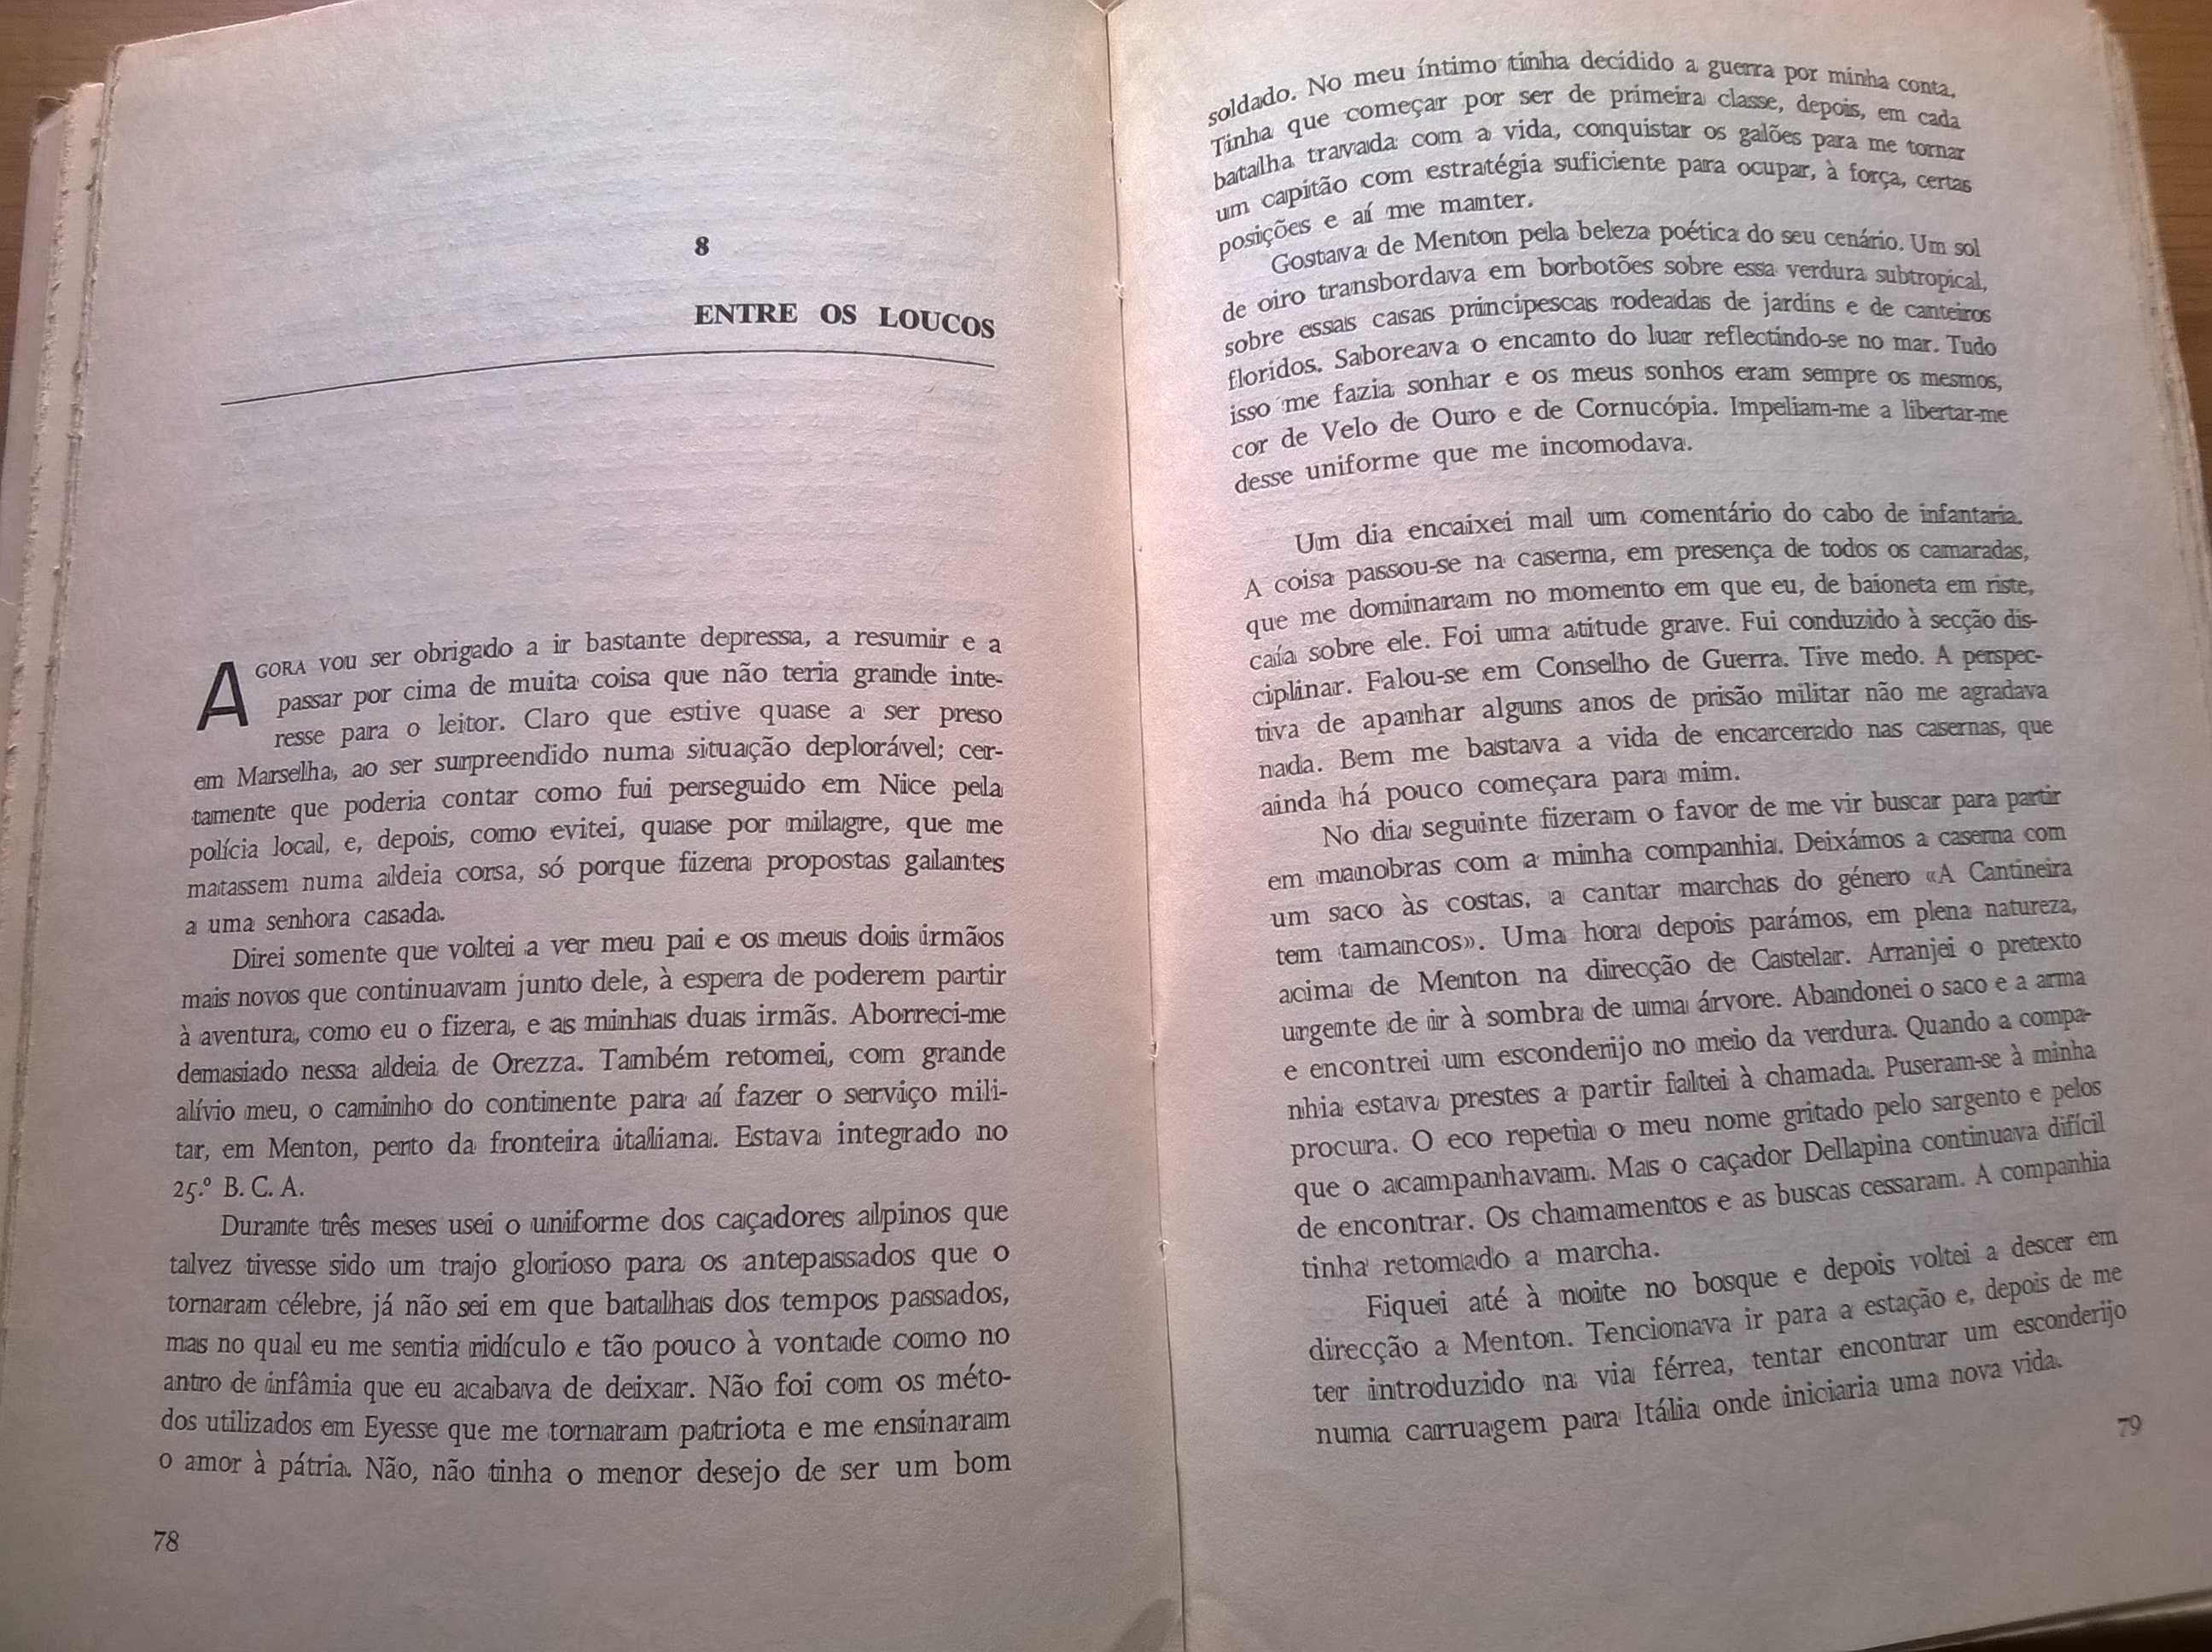 8
ENTRE OS LOUCOS
AGORA vou ser obrigado a ir bastante depressa, a resumir e a
passar por cima de muita coisa que não teria grande inte-
resse para o leitor. Claro que estive quase a ser preso
em Marselha, ao ser surpreendido numa situação deplorável; cer-
tamente que poderia contar como fui perseguido em Nice pela
polícia local, e, depois, como evitei, quase por milagre, que me
matassem numa aldeia corsa, só porque fizera propostas galantes
a uma senhora casada.
Direi somente que voltei a ver meu pai e os meus dois irmãos
mais novos que continuavam junto dele, à espera de poderem partir
à aventura, como eu o fizera, e as minhas duas irmãs. Aborreci-me
demasiado nessa aldeia de Orezza. Também retomei, com grande
alívio meu, o caminho do continente para aí fazer o serviço mili-
tar, em Menton, perto da fronteira italiana. Estava integrado no
25.º B. C. A.
Durante três meses usei o uniforme dos caçadores alpinos que
talvez tivesse sido um trajo glorioso para os antepassados que o
tornaram célebre, já não sei em que batalhas dos tempos passados,
mas no qual eu me sentia ridículo e tão pouco à vontade como no
antro de infâmia que eu acabava de deixar. Não foi com os méto-
dos utilizados em Eyesse que me tornaram patriota e me ensinaram
o amor à pátria. Não, não tinha o menor desejo de ser um bom
78
soldado. No meu íntimo tinha decidido a guerra por minha conta.
Tinha que começar por ser de primeira classe, depois, em cada
batalha travada com a vida, conquistar os galões para me tornar
um capitão com estratégia suficiente para ocupar, à força, certas
posições e aí me manter.
Gostava de Menton pela beleza poética do seu cenário. Um sol
de oiro transbordava em borbotões sobre essa verdura subtropical,
sobre essas casas principescas rodeadas de jardins e de canteiros
floridos. Saboreava o encanto do luar reflectindo-se no mar. Tudo
isso me fazia sonhar e os meus sonhos eram sempre os mesmos,
cor de Velo de Ouro e de Cornucópia. Impeliam-me a libertar-me
desse uniforme que me incomodava.
Um dia encaixei mal um comentário do cabo de infantaria.
A coisa passou-se na caserna, em presença de todos os camaradas,
que me dominaram no momento em que eu, de baioneta em riste,
caía sobre ele. Foi uma atitude grave. Fui conduzido à secção dis-
ciplinar. Falou-se em Conselho de Guerra. Tive medo. A perspec-
tiva de apanhar alguns anos de prisão militar não me agradava
nada. Bem me bastava a vida de encarcerado nas casernas, que
ainda há pouco começara para mim.
No dia seguinte fizeram o favor de me vir buscar para partir
em manobras com a minha companhia. Deixámos a caserna com
um saco às costas, a cantar marchas do género «A Cantineira
tem tamancos». Uma hora depois parámos, em plena natureza,
acima de Menton na direcção de Castelar. Arranjei o pretexto
urgente de ir à sombra de uma árvore. Abandonei o saco e a arma
e encontrei um esconderijo no meio da verdura. Quando a compa-
nhia estava prestes a partir faltei à chamada. Puseram-se à minha
procura. O eco repetia o meu nome gritado pelo sargento e pelos
que o acampanhavam. Mas o caçador Dellapina continuava difícil
de encontrar. Os chamamentos e as buscas cessaram. A companhia
tinha retomado a marcha.
Fiquei até à noite no bosque e depois voltei a descer em
direcção a Menton. Tencionava ir para a estação e, depois de me
ter introduzido na via férrea, tentar encontrar um esconderijo
numa carruagem para Itália onde iniciaria uma nova vida.
79